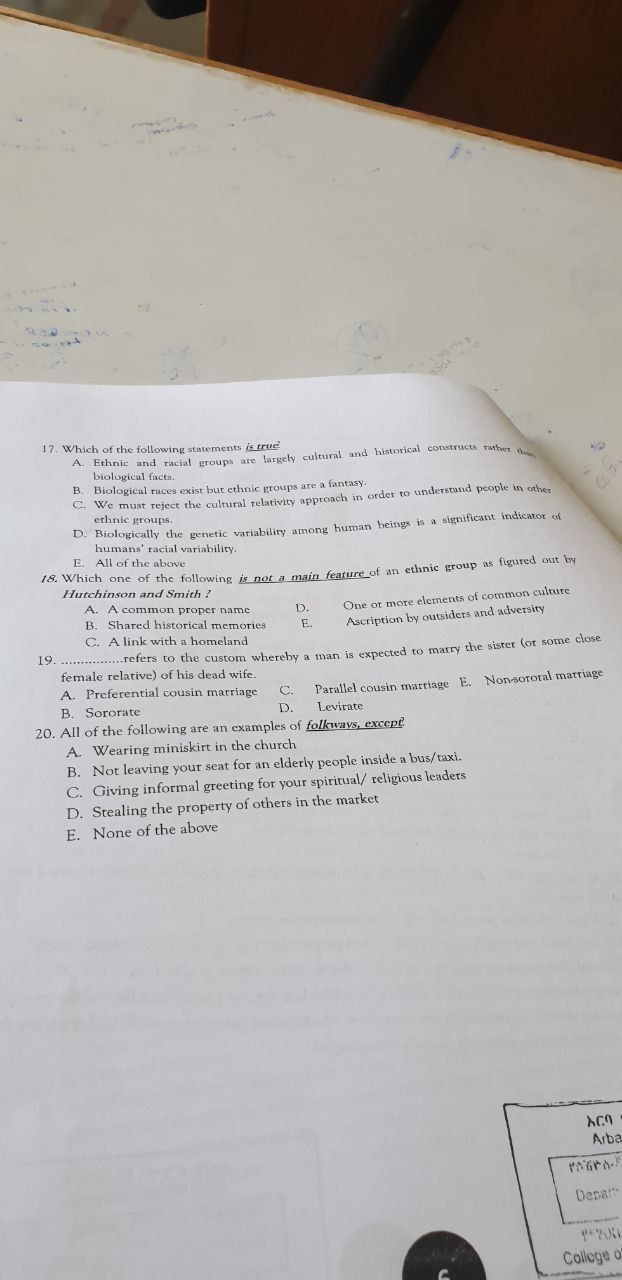 17. Which of the following statements is true?
A. Ethnic and racial groups are largely cultural and historical constructs rather than
biological facts.
B. Biological races exist but ethnic groups are a fantasy.
C. We must reject the cultural relativity approach in order to understand people in other
ethnic groups.
D. Biologically the genetic variability among human beings is a significant indicator of
humans' racial variability.
E. All of the above
18. Which one of the following is not a main feature of an ethnic group as figured out by
Hutchinson and Smith ?
A. A common proper name D. One or more elements of common culture
B. Shared historical memories E. Ascription by outsiders and adversity
C. A link with a homeland
19. .................refers to the custom whereby a man is expected to marry the sister (or some close
female relative) of his dead wife.
A. Preferential cousin marriage C. Parallel cousin marriage E. Non-sororal marriage
B. Sororate D. Levirate
20. All of the following are an examples of folkways, except?
A. Wearing miniskirt in the church
B. Not leaving your seat for an elderly people inside a bus/taxi.
C. Giving informal greeting for your spiritual/ religious leaders
D. Stealing the property of others in the market
E. None of the above
አርባ
Arba
Depar
College o
6